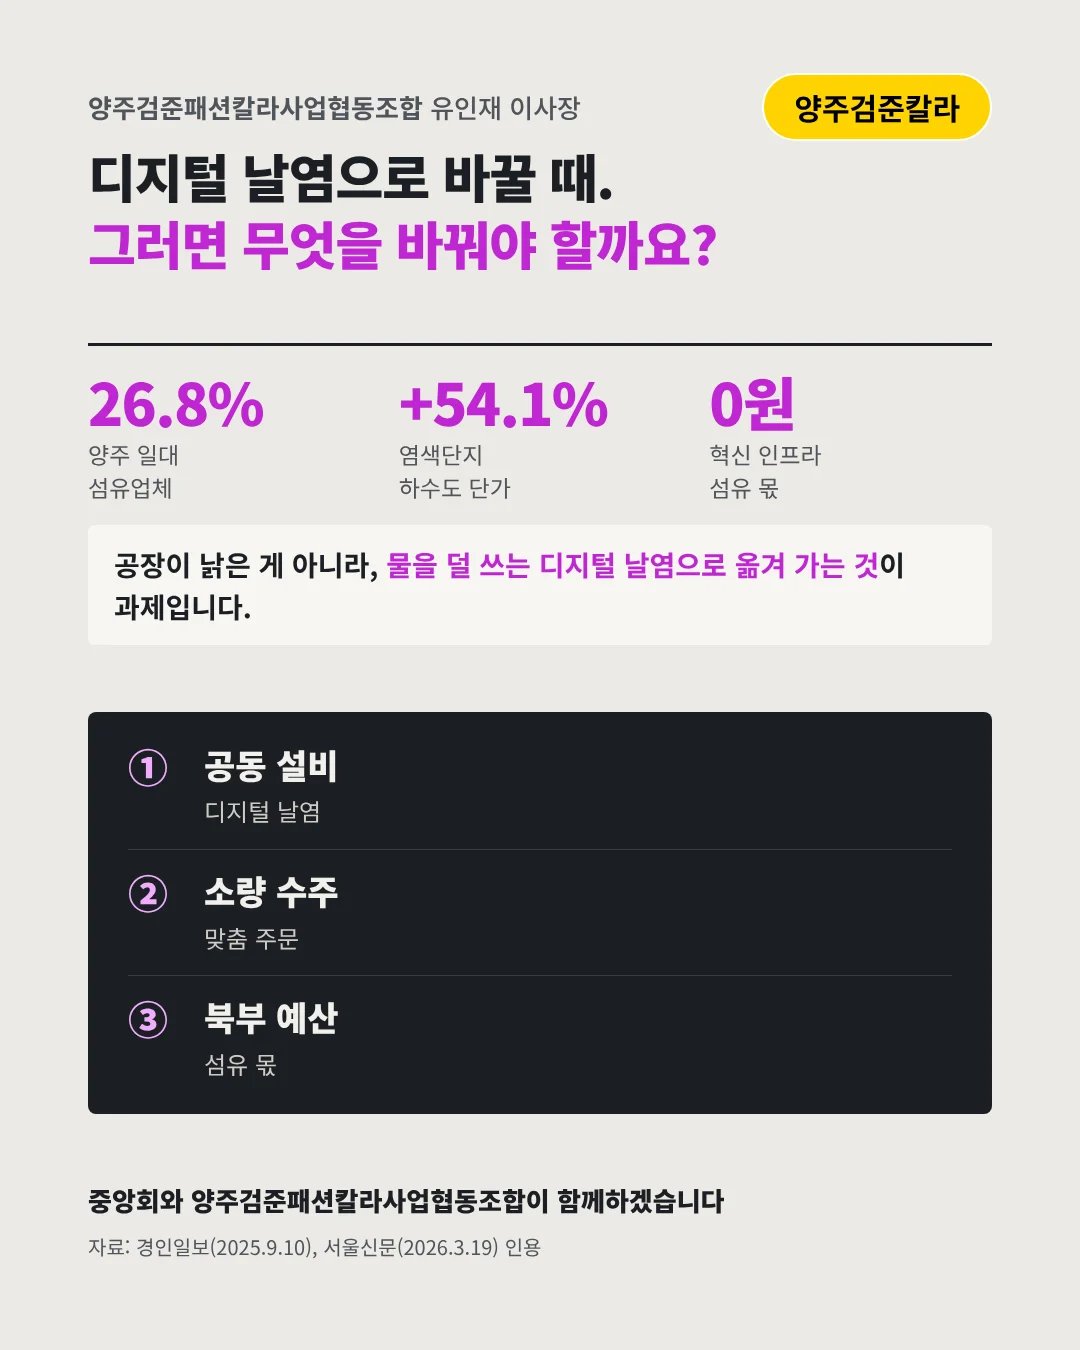 양주검준패션칼라사업협동조합 유인재 이사장
양주검준칼라
디지털 날염으로 바꿀 때.
그러면 무엇을 바꿔야 할까요?
26.8%
양주 일대
섬유업체
+54.1%
염색단지
하수도 단가
0원
혁신 인프라
섬유 몫
공장이 낡은 게 아니라, 물을 덜 쓰는 디지털 날염으로 옮겨 가는 것이
과제입니다.
① 공동 설비
디지털 날염
② 소량 수주
맞춤 주문
③ 북부 예산
섬유 몫
중앙회와 양주검준패션칼라사업협동조합이 함께하겠습니다
자료: 경인일보(2025.9.10), 서울신문(2026.3.19) 인용